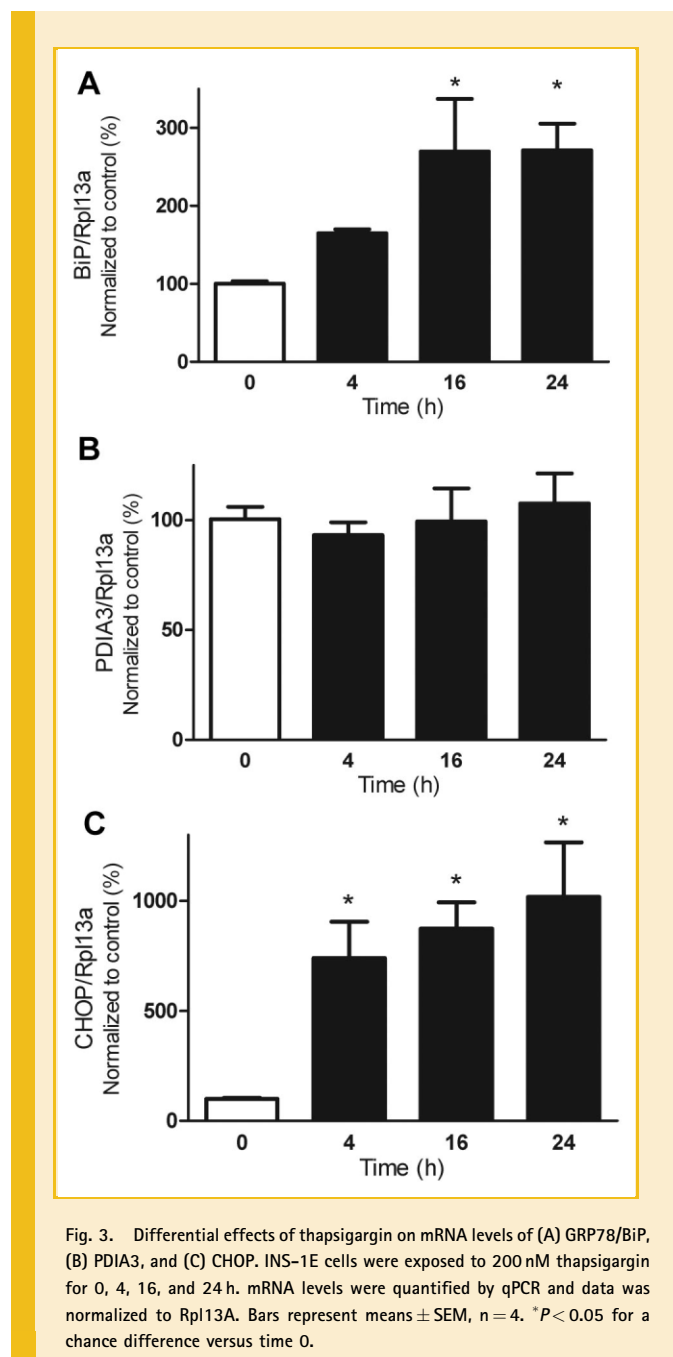 A
BiP/Rpl13a
Normalized to control (%)
300
200
100
0
*
*
0 4 16 24
Time (h)
B
PDIA3/Rpl13a
Normalized to control (%)
100
50
0
0 4 16 24
Time (h)
C
CHOP/Rpl13a
Normalized to control (%)
1000
500
0
*
*
*
0 4 16 24
Time (h)
Fig. 3. Differential effects of thapsigargin on mRNA levels of (A) GRP78/BiP,
(B) PDIA3, and (C) CHOP. INS-1E cells were exposed to 200 nM thapsigargin
for 0, 4, 16, and 24 h. mRNA levels were quantified by qPCR and data was
normalized to Rpl13A. Bars represent means ± SEM, n = 4. *P < 0.05 for a
chance difference versus time 0.